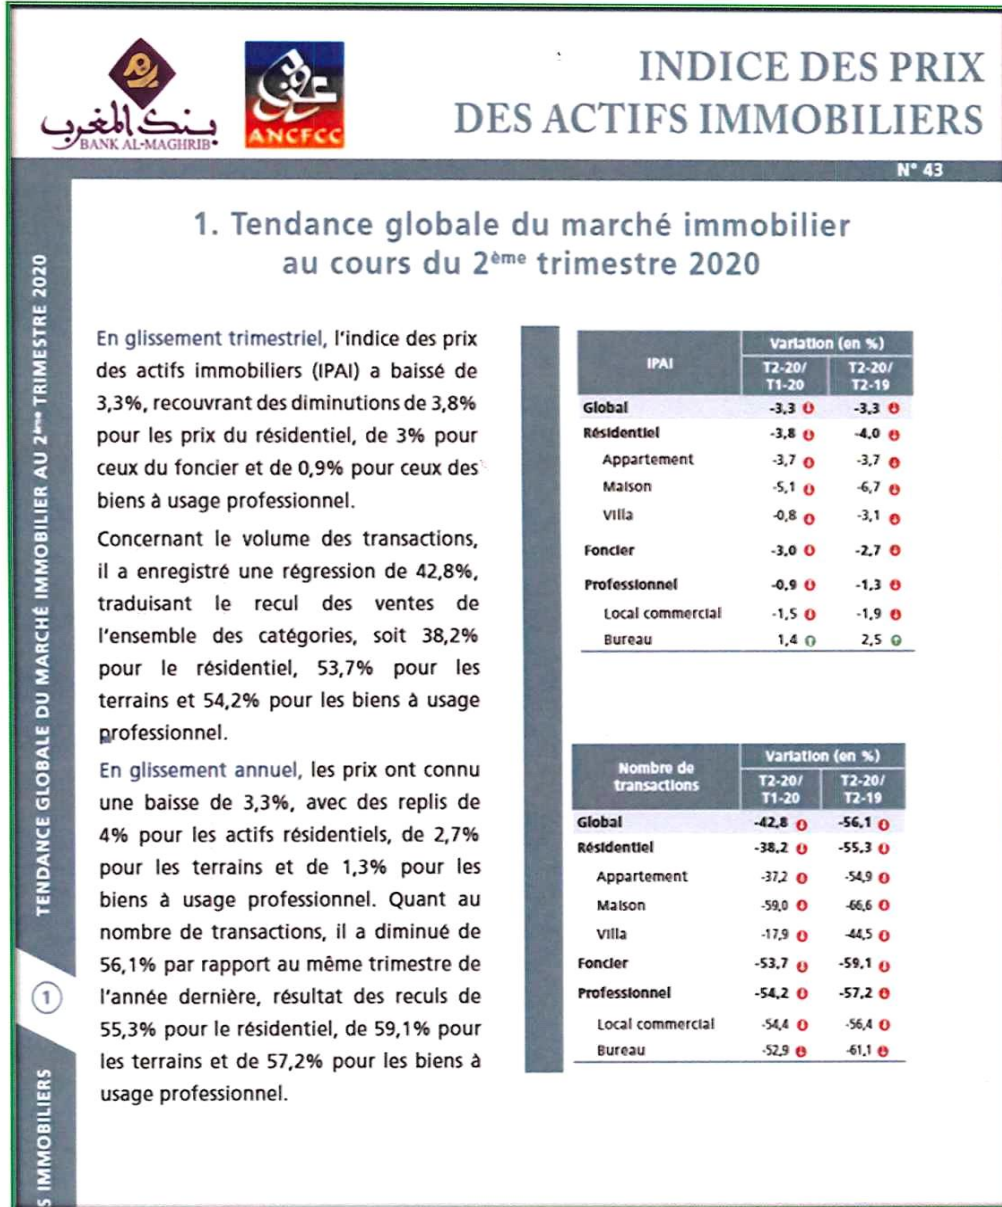 بنك المغرب
BANK AL-MAGHRIB
ANCFCC
INDICE DES PRIX
DES ACTIFS IMMOBILIERS
N° 43
1. Tendance globale du marché immobilier
au cours du 2ème trimestre 2020
En glissement trimestriel, l'indice des prix
des actifs immobiliers (IPAI) a baissé de
3,3%, recouvrant des diminutions de 3,8%
pour les prix du résidentiel, de 3% pour
ceux du foncier et de 0,9% pour ceux des
biens à usage professionnel.
Concernant le volume des transactions,
il a enregistré une régression de 42,8%,
traduisant le recul des ventes de
l'ensemble des catégories, soit 38,2%
pour le résidentiel, 53,7% pour les
terrains et 54,2% pour les biens à usage
professionnel.
En glissement annuel, les prix ont connu
une baisse de 3,3%, avec des replis de
4% pour les actifs résidentiels, de 2,7%
pour les terrains et de 1,3% pour les
biens à usage professionnel. Quant au
nombre de transactions, il a diminué de
56,1% par rapport au même trimestre de
l'année dernière, résultat des reculs de
55,3% pour le résidentiel, de 59,1% pour
les terrains et de 57,2% pour les biens à
usage professionnel.
IPAI Variation (en %)
T2-20/ T2-20/
T1-20 T2-19
Global -3,3 -3,3
Résidentiel -3,8 -4,0
Appartement -3,7 -3,7
Maison -5,1 -6,7
Villa -0,8 -3,1
Foncier -3,0 -2,7
Professionnel -0,9 -1,3
Local commercial -1,5 -1,9
Bureau 1,4 2,5
Nombre de
transactions
Variation (en %)
T2-20/ T2-20/
T1-20 T2-19
Global -42,8 -56,1
Résidentiel -38,2 -55,3
Appartement -37,2 -54,9
Maison -59,0 -66,6
Villa -17,9 -44,5
Foncier -53,7 -59,1
Professionnel -54,2 -57,2
Local commercial -54,4 -56,4
Bureau -52,9 -61,1
TENDANCE GLOBALE DU MARCHÉ IMMOBILIER AU 2ème TRIMESTRE 2020
1
S IMMOBILIERS